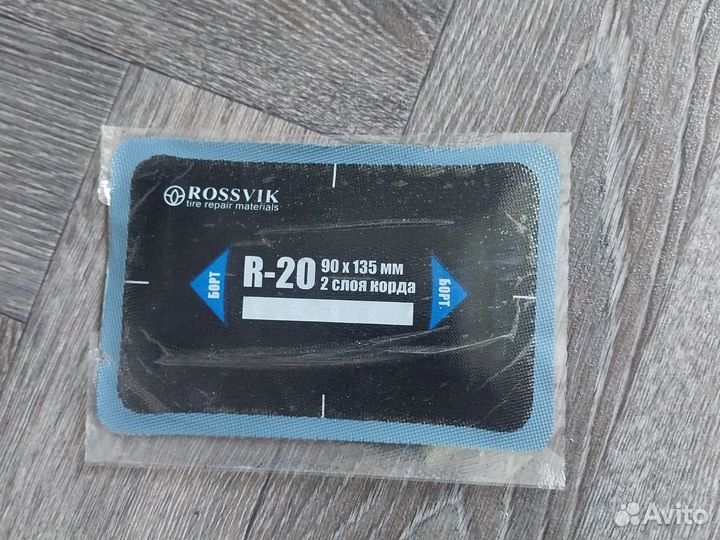 ROSSVIK
tire repair materials
R-20 90 x 135 мм
2 слоя корда
БОРТ
БОРТ
Avito